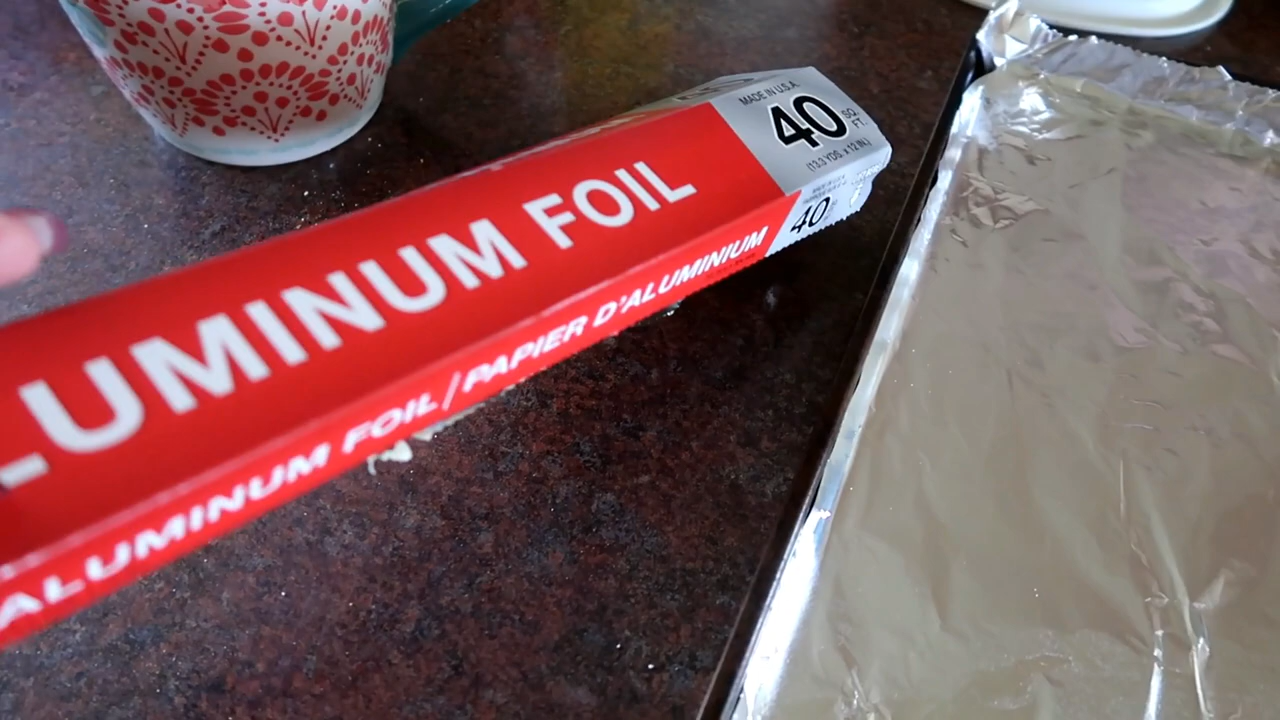 LUMINUM FOIL
MADE IN U.S.A.
40 SQ. FT.
(13.3 YDS. x 12 IN.)
ALUMINUM FOIL / PAPIER D'ALUMINIUM
40